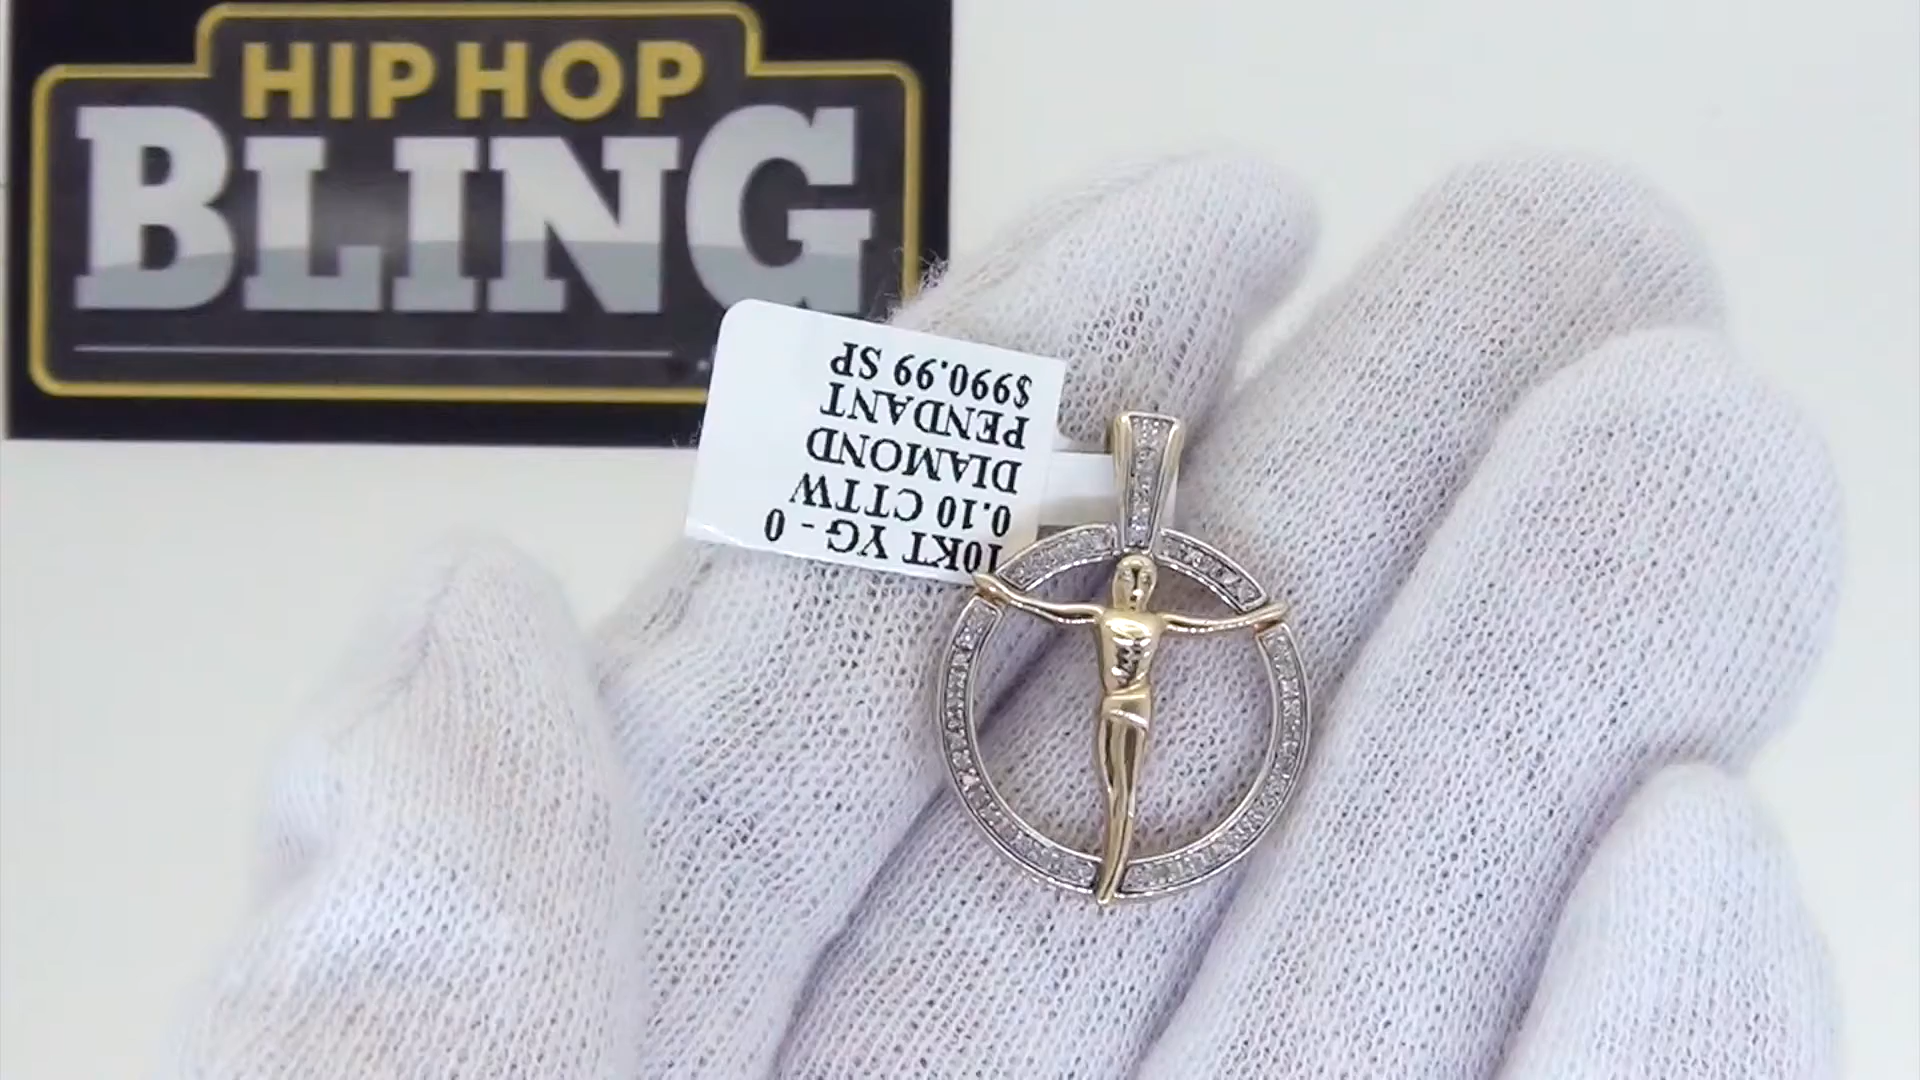 HIP HOP
BLING
10KT YG - 0
0.10 CTTW
DIAMOND
PENDANT
$990.99 SP